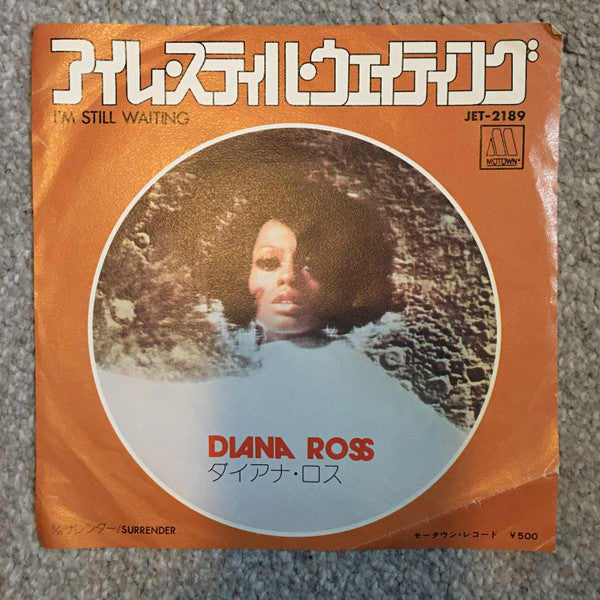 アイム・スティル・ウェイティング
I'M STILL WAITING
JET-2189
MOTOWN
DIANA ROSS
ダイアナ・ロス
サレンダー/SURRENDER
モータウン・レコード ¥500